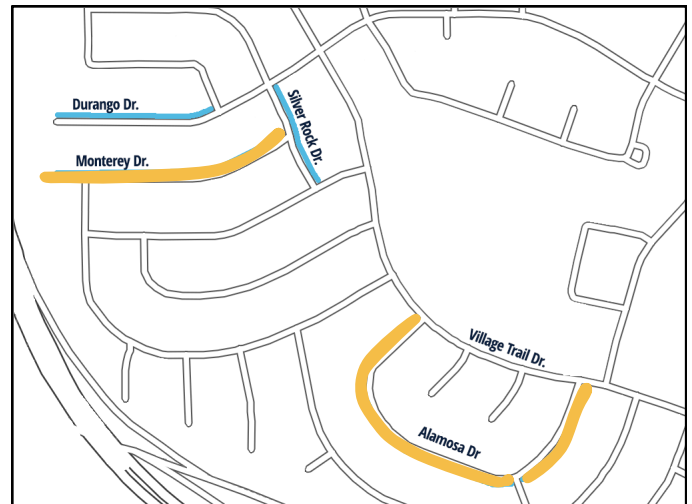 Durango Dr.
Silver Rock Dr.
Monterey Dr.
Village Trail Dr.
Alamosa Dr